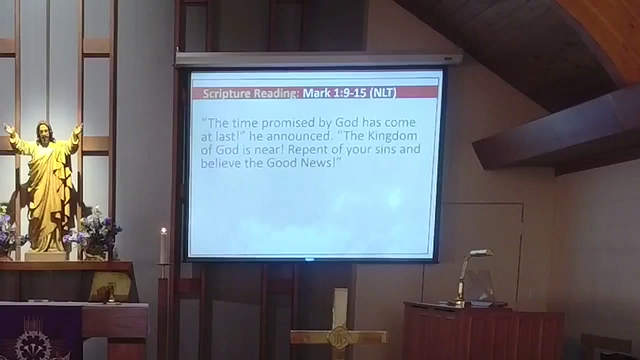 Scripture Reading: Mark 1:9-15 (NLT)
“The time promised by God has come
at last!” he announced. “The Kingdom
of God is near! Repent of your sins and
believe the Good News!”